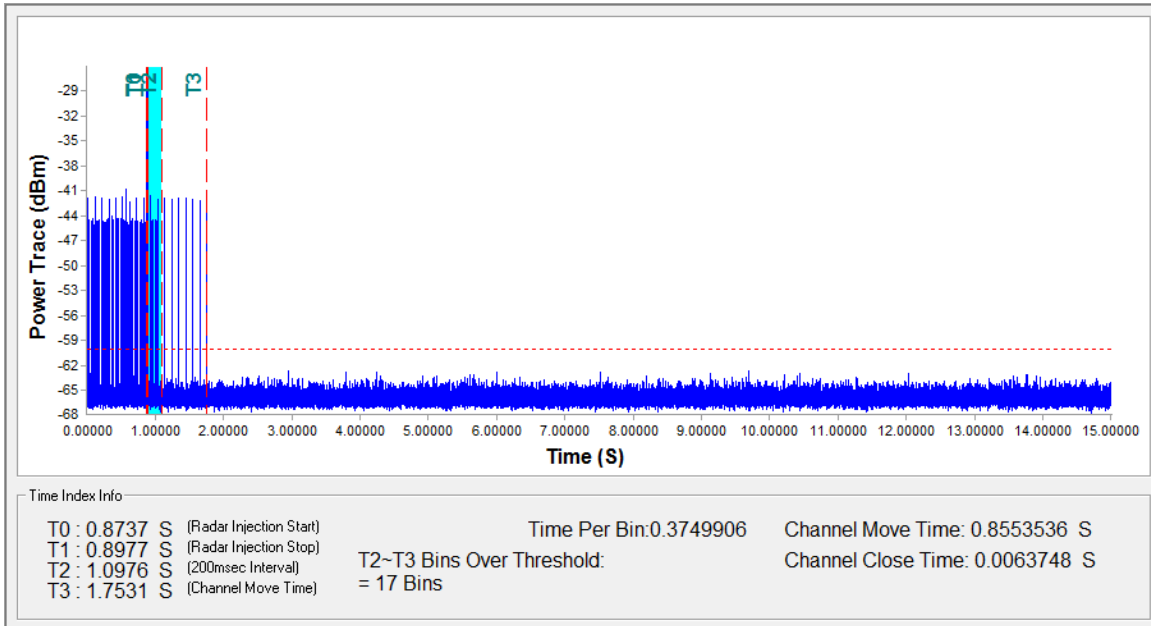 T0 T2 T3
-29
-32
-35
-38
-41
-44
-47
-50
-53
-56
-59
-62
-65
-68
Power Trace (dBm)
0.00000 1.00000 2.00000 3.00000 4.00000 5.00000 6.00000 7.00000 8.00000 9.00000 10.00000 11.00000 12.00000 13.00000 14.00000 15.00000
Time (S)
Time Index Info
T0 : 0.8737 S (Radar Injection Start)
T1 : 0.8977 S (Radar Injection Stop)
T2 : 1.0976 S (200msec Interval)
T3 : 1.7531 S (Channel Move Time)
Time Per Bin:0.3749906
T2~T3 Bins Over Threshold:
= 17 Bins
Channel Move Time: 0.8553536 S
Channel Close Time: 0.0063748 S